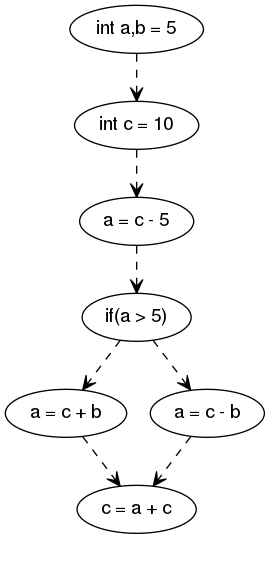 int a,b = 5
int c = 10
a = c - 5
if(a > 5)
a = c + b
a = c - b
c = a + c